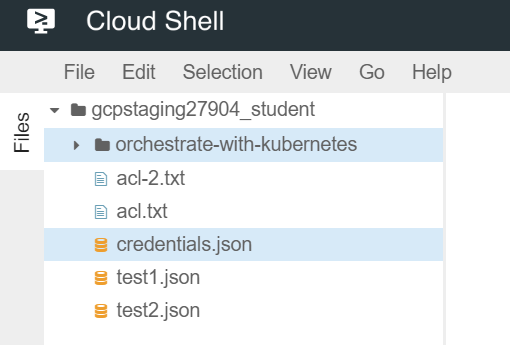 Cloud Shell
File Edit Selection View Go Help
Files
gcpstaging27904_student
orchestrate-with-kubernetes
acl-2.txt
acl.txt
credentials.json
test1.json
test2.json